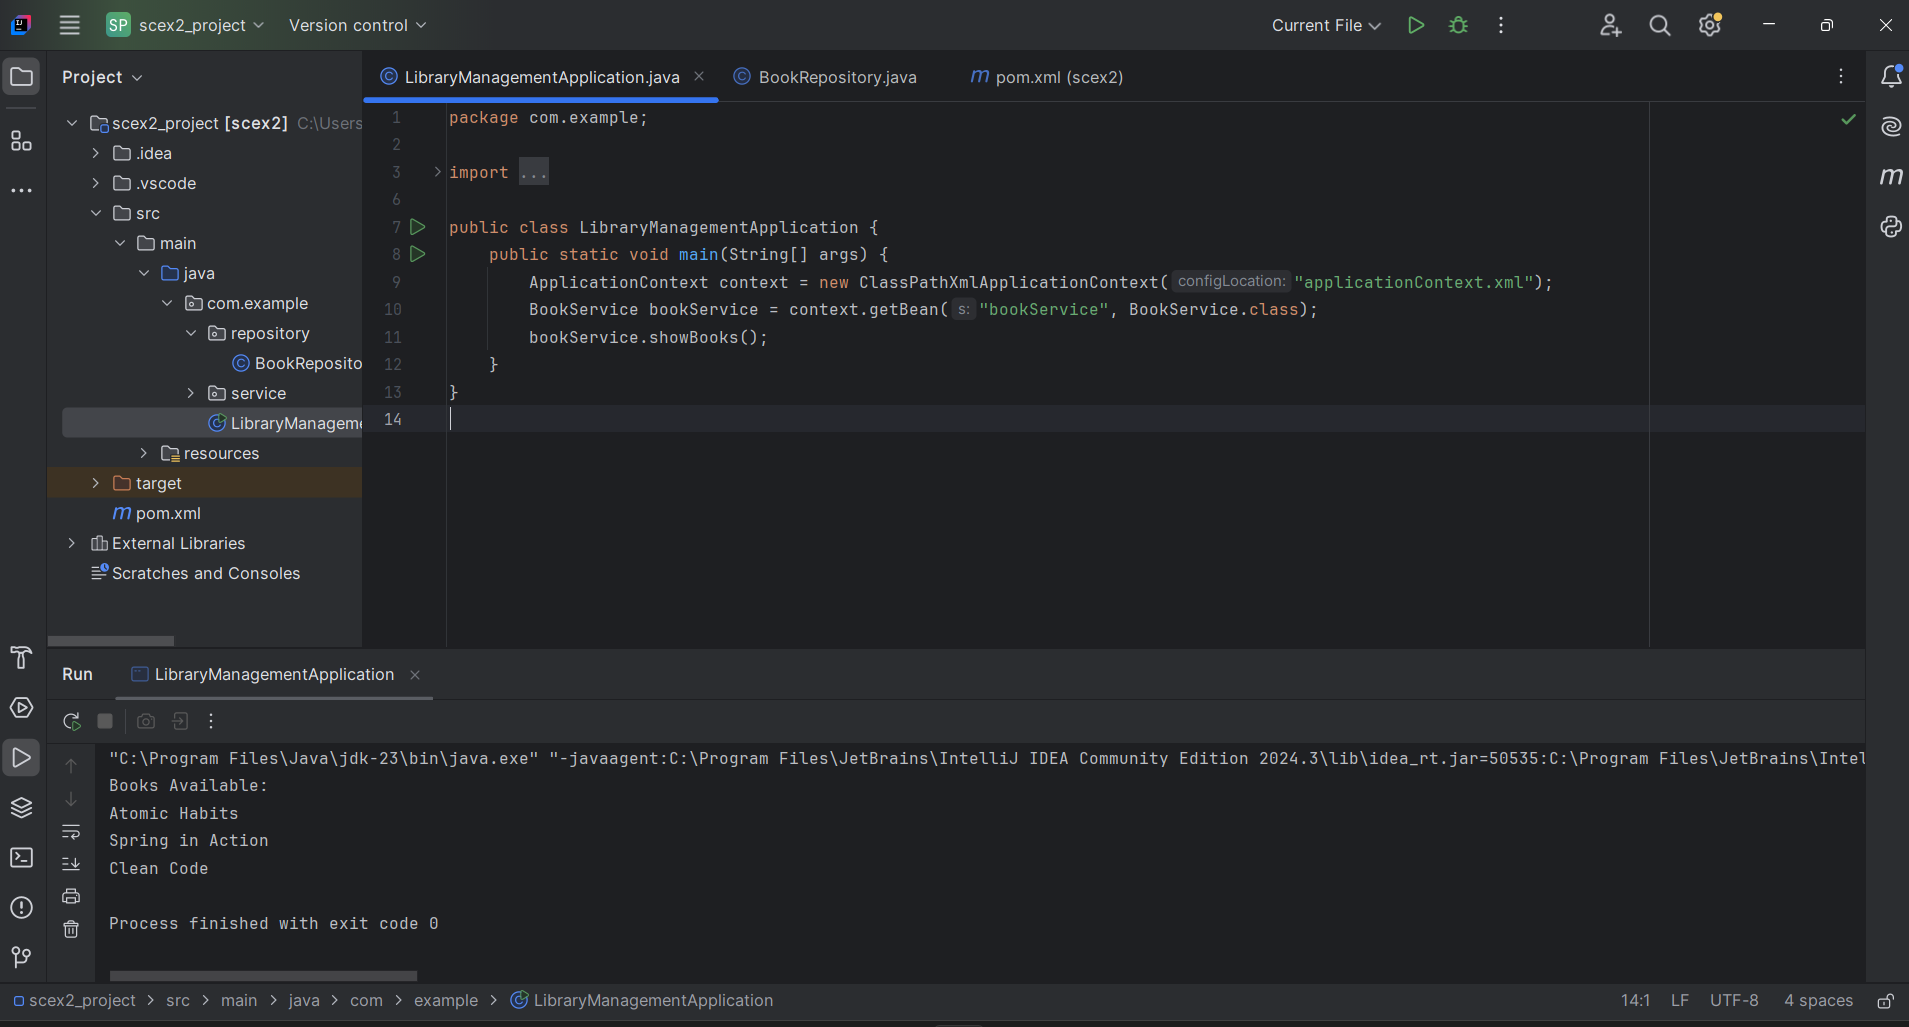 SP scex2_project Version control Current File
Project
LibraryManagementApplication.java BookRepository.java m pom.xml (scex2)
scex2_project [scex2] C:\Users
.idea
.vscode
src
main
java
com.example
repository
BookReposito
service
LibraryManageme
resources
target
m pom.xml
External Libraries
Scratches and Consoles
1 package com.example;
2
3 import ...
6
7 public class LibraryManagementApplication {
8 public static void main(String[] args) {
9 ApplicationContext context = new ClassPathXmlApplicationContext( configLocation: "applicationContext.xml");
10 BookService bookService = context.getBean( s: "bookService", BookService.class);
11 bookService.showBooks();
12 }
13 }
14
Run LibraryManagementApplication
"C:\Program Files\Java\jdk-23\bin\java.exe" "-javaagent:C:\Program Files\JetBrains\IntelliJ IDEA Community Edition 2024.3\lib\idea_rt.jar=50535:C:\Program Files\JetBrains\Intel
Books Available:
Atomic Habits
Spring in Action
Clean Code
Process finished with exit code 0
scex2_project > src > main > java > com > example > LibraryManagementApplication 14:1 LF UTF-8 4 spaces